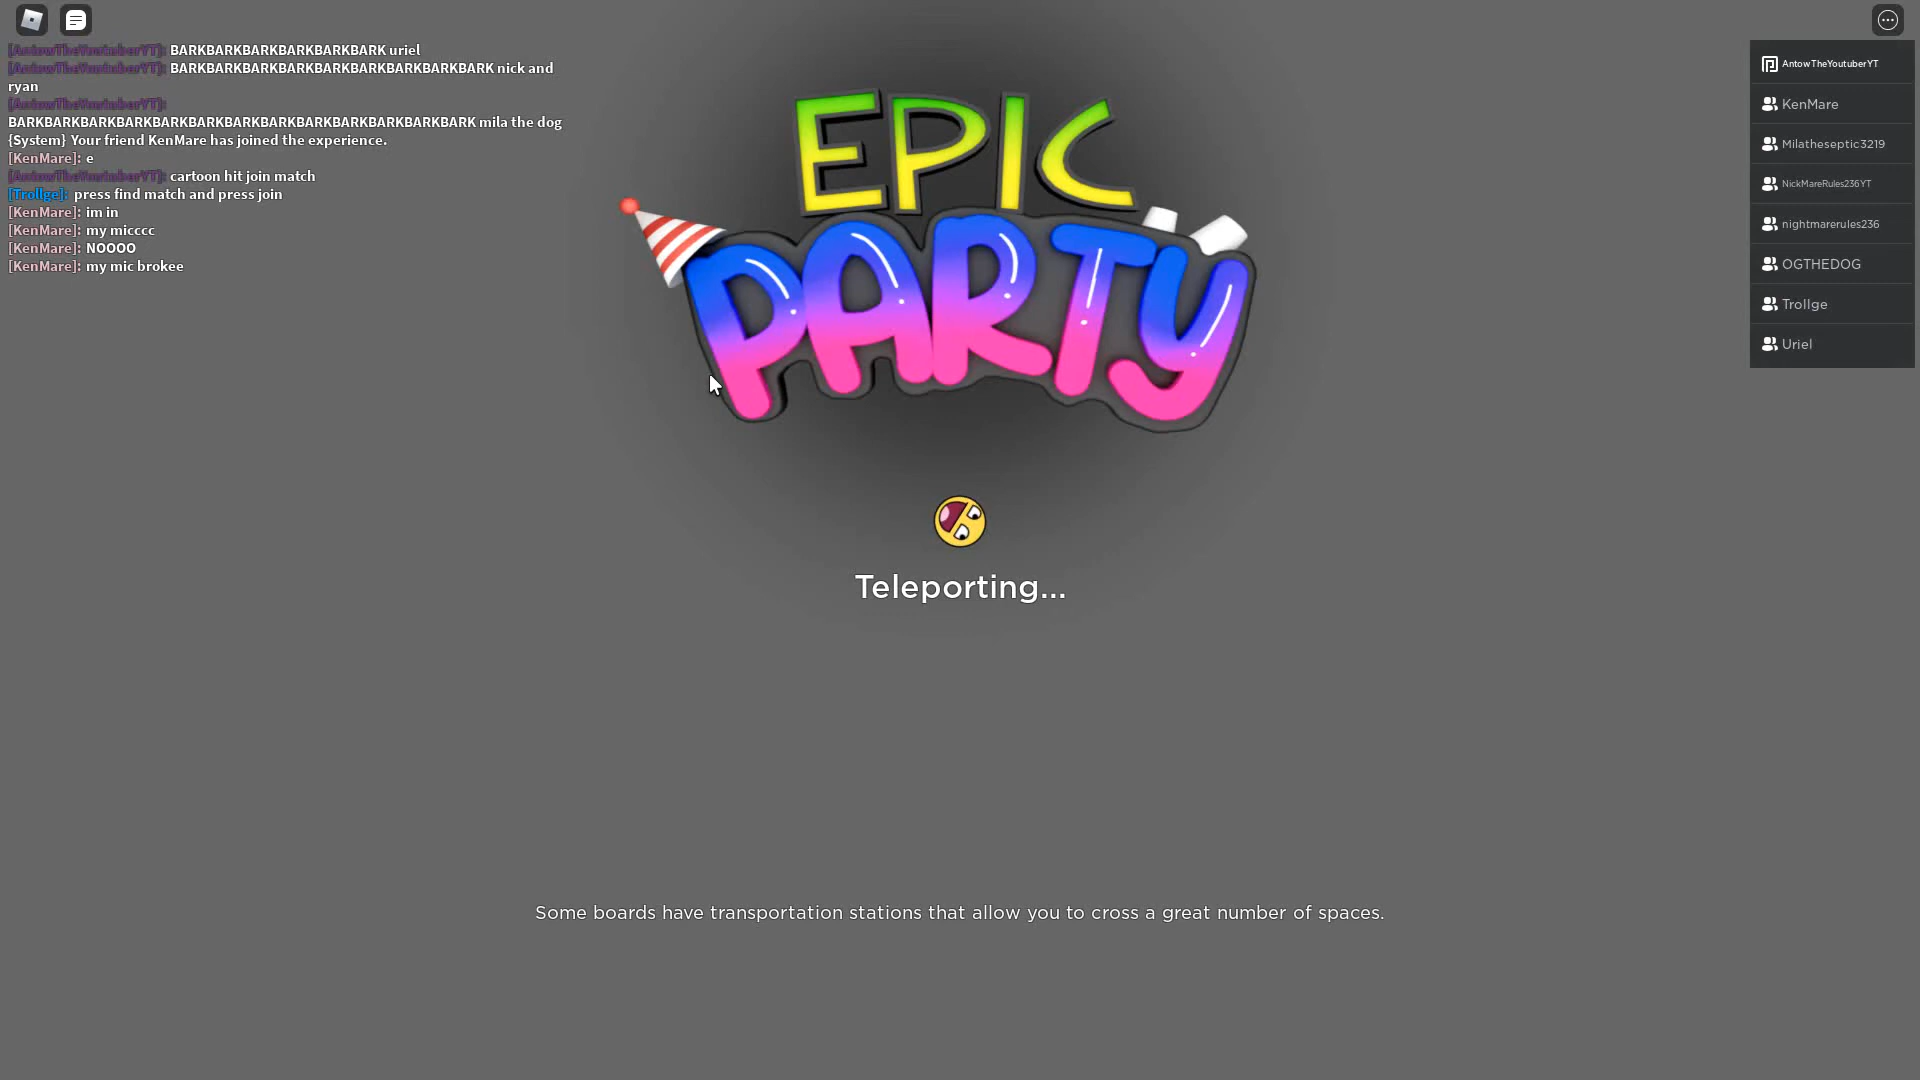 [AntowTheYoutuberYT]: BARKBARKBARKBARKBARKBARK uriel
[AntowTheYoutuberYT]: BARKBARKBARKBARKBARKBARKBARKBARKBARK nick and
ryan
[AntowTheYoutuberYT]:
BARKBARKBARKBARKBARKBARKBARKBARKBARKBARKBARKBARKBARK mila the dog
{System} Your friend KenMare has joined the experience.
[KenMare]: e
[AntowTheYoutuberYT]: cartoon hit join match
[Trollge]: press find match and press join
[KenMare]: im in
[KenMare]: my micccc
[KenMare]: NOOOO
[KenMare]: my mic brokee
EPIC
PARTY
Teleporting...
Some boards have transportation stations that allow you to cross a great number of spaces.
AntowTheYoutuberYT
KenMare
Milatheseptic3219
NickMareRules236YT
nightmarerules236
OGTHEDOG
Trollge
Uriel